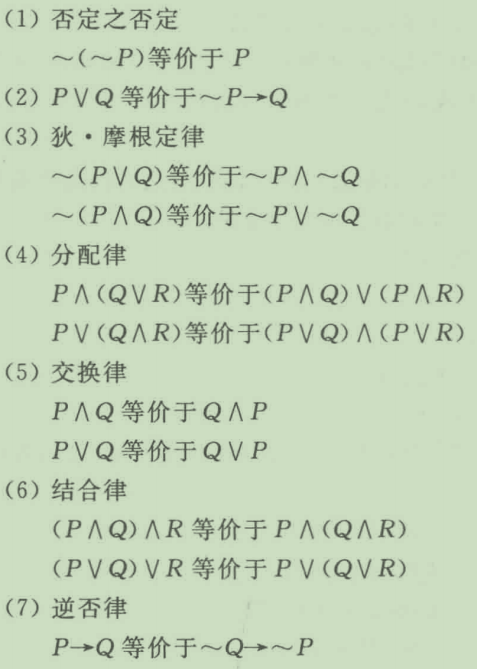 (1) 否定之否定
~(~P)等价于 P
(2) P∨Q 等价于~P→Q
(3) 狄·摩根定律
~(P∨Q)等价于~P∧~Q
~(P∧Q)等价于~P∨~Q
(4) 分配律
P∧(Q∨R)等价于(P∧Q)∨(P∧R)
P∨(Q∧R)等价于(P∨Q)∧(P∨R)
(5) 交换律
P∧Q 等价于 Q∧P
P∨Q 等价于 Q∨P
(6) 结合律
(P∧Q)∧R 等价于 P∧(Q∧R)
(P∨Q)∨R 等价于 P∨(Q∨R)
(7) 逆否律
P→Q 等价于~Q→~P